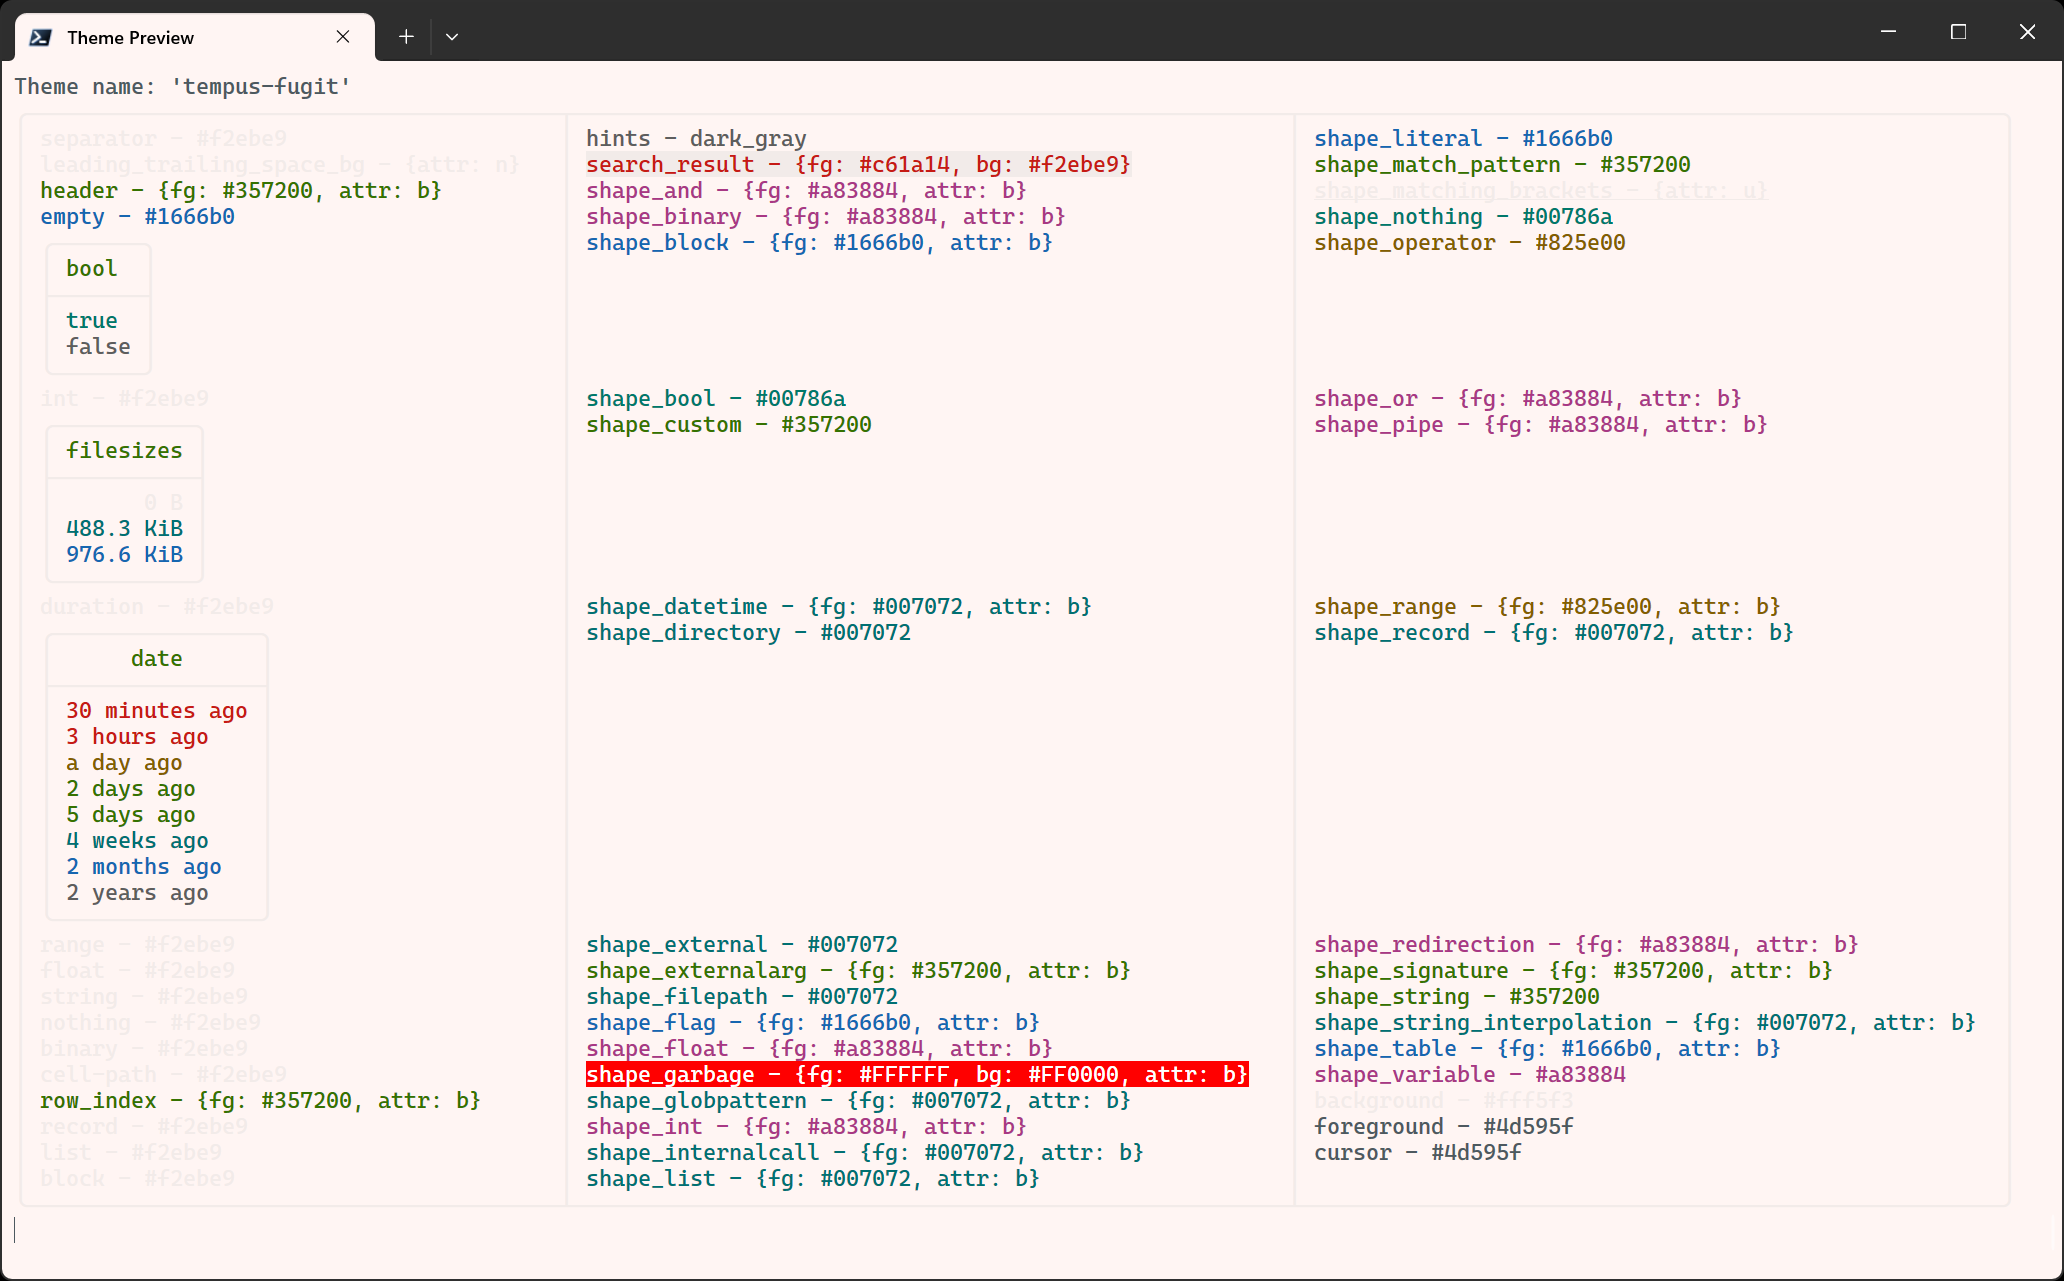 Theme Preview
Theme name: 'tempus-fugit'
separator - #f2ebe9
leading_trailing_space_bg - {attr: n}
header - {fg: #357200, attr: b}
empty - #1666b0
bool
true
false
int - #f2ebe9
filesizes
0 B
488.3 KiB
976.6 KiB
duration - #f2ebe9
date
30 minutes ago
3 hours ago
a day ago
2 days ago
5 days ago
4 weeks ago
2 months ago
2 years ago
range - #f2ebe9
float - #f2ebe9
string - #f2ebe9
nothing - #f2ebe9
binary - #f2ebe9
cell-path - #f2ebe9
row_index - {fg: #357200, attr: b}
record - #f2ebe9
list - #f2ebe9
block - #f2ebe9
hints - dark_gray
search_result - {fg: #c61a14, bg: #f2ebe9}
shape_and - {fg: #a83884, attr: b}
shape_binary - {fg: #a83884, attr: b}
shape_block - {fg: #1666b0, attr: b}
shape_bool - #00786a
shape_custom - #357200
shape_datetime - {fg: #007072, attr: b}
shape_directory - #007072
shape_external - #007072
shape_externalarg - {fg: #357200, attr: b}
shape_filepath - #007072
shape_flag - {fg: #1666b0, attr: b}
shape_float - {fg: #a83884, attr: b}
shape_garbage - {fg: #FFFFFF, bg: #FF0000, attr: b}
shape_globpattern - {fg: #007072, attr: b}
shape_int - {fg: #a83884, attr: b}
shape_internalcall - {fg: #007072, attr: b}
shape_list - {fg: #007072, attr: b}
shape_literal - #1666b0
shape_match_pattern - #357200
shape_matching_brackets - {attr: u}
shape_nothing - #00786a
shape_operator - #825e00
shape_or - {fg: #a83884, attr: b}
shape_pipe - {fg: #a83884, attr: b}
shape_range - {fg: #825e00, attr: b}
shape_record - {fg: #007072, attr: b}
shape_redirection - {fg: #a83884, attr: b}
shape_signature - {fg: #357200, attr: b}
shape_string - #357200
shape_string_interpolation - {fg: #007072, attr: b}
shape_table - {fg: #1666b0, attr: b}
shape_variable - #a83884
background - #fff5f3
foreground - #4d595f
cursor - #4d595f